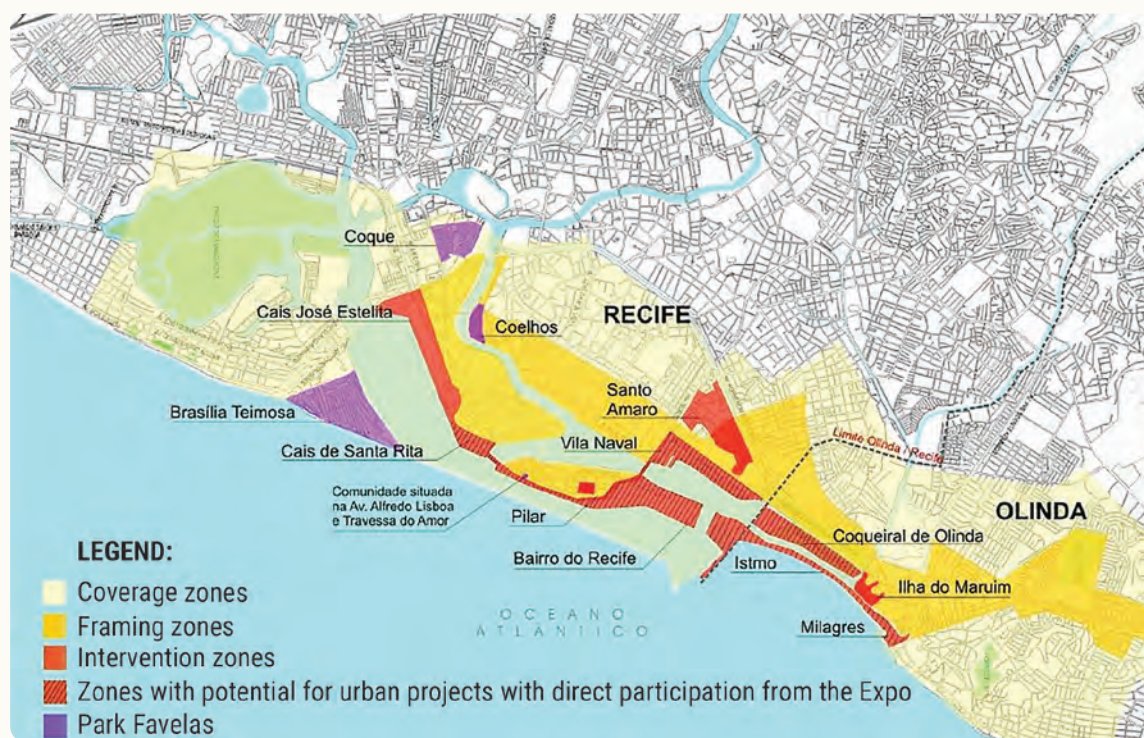 Coque
Cais José Estelita
RECIFE
Coelhos
Santo
Amaro
Brasília Teimosa
Limite Olinda / Recife
Cais de Santa Rita
Vila Naval
Comunidade situada
na Av. Alfredo Lisboa
e Travessa do Amor
Pilar
OLINDA
Coqueiral de Olinda
Bairro do Recife
Istmo
Ilha do Maruim
OCEANO
ATLÂNTICO
Milagres
LEGEND:
Coverage zones
Framing zones
Intervention zones
Zones with potential for urban projects with direct participation from the Expo
Park Favelas